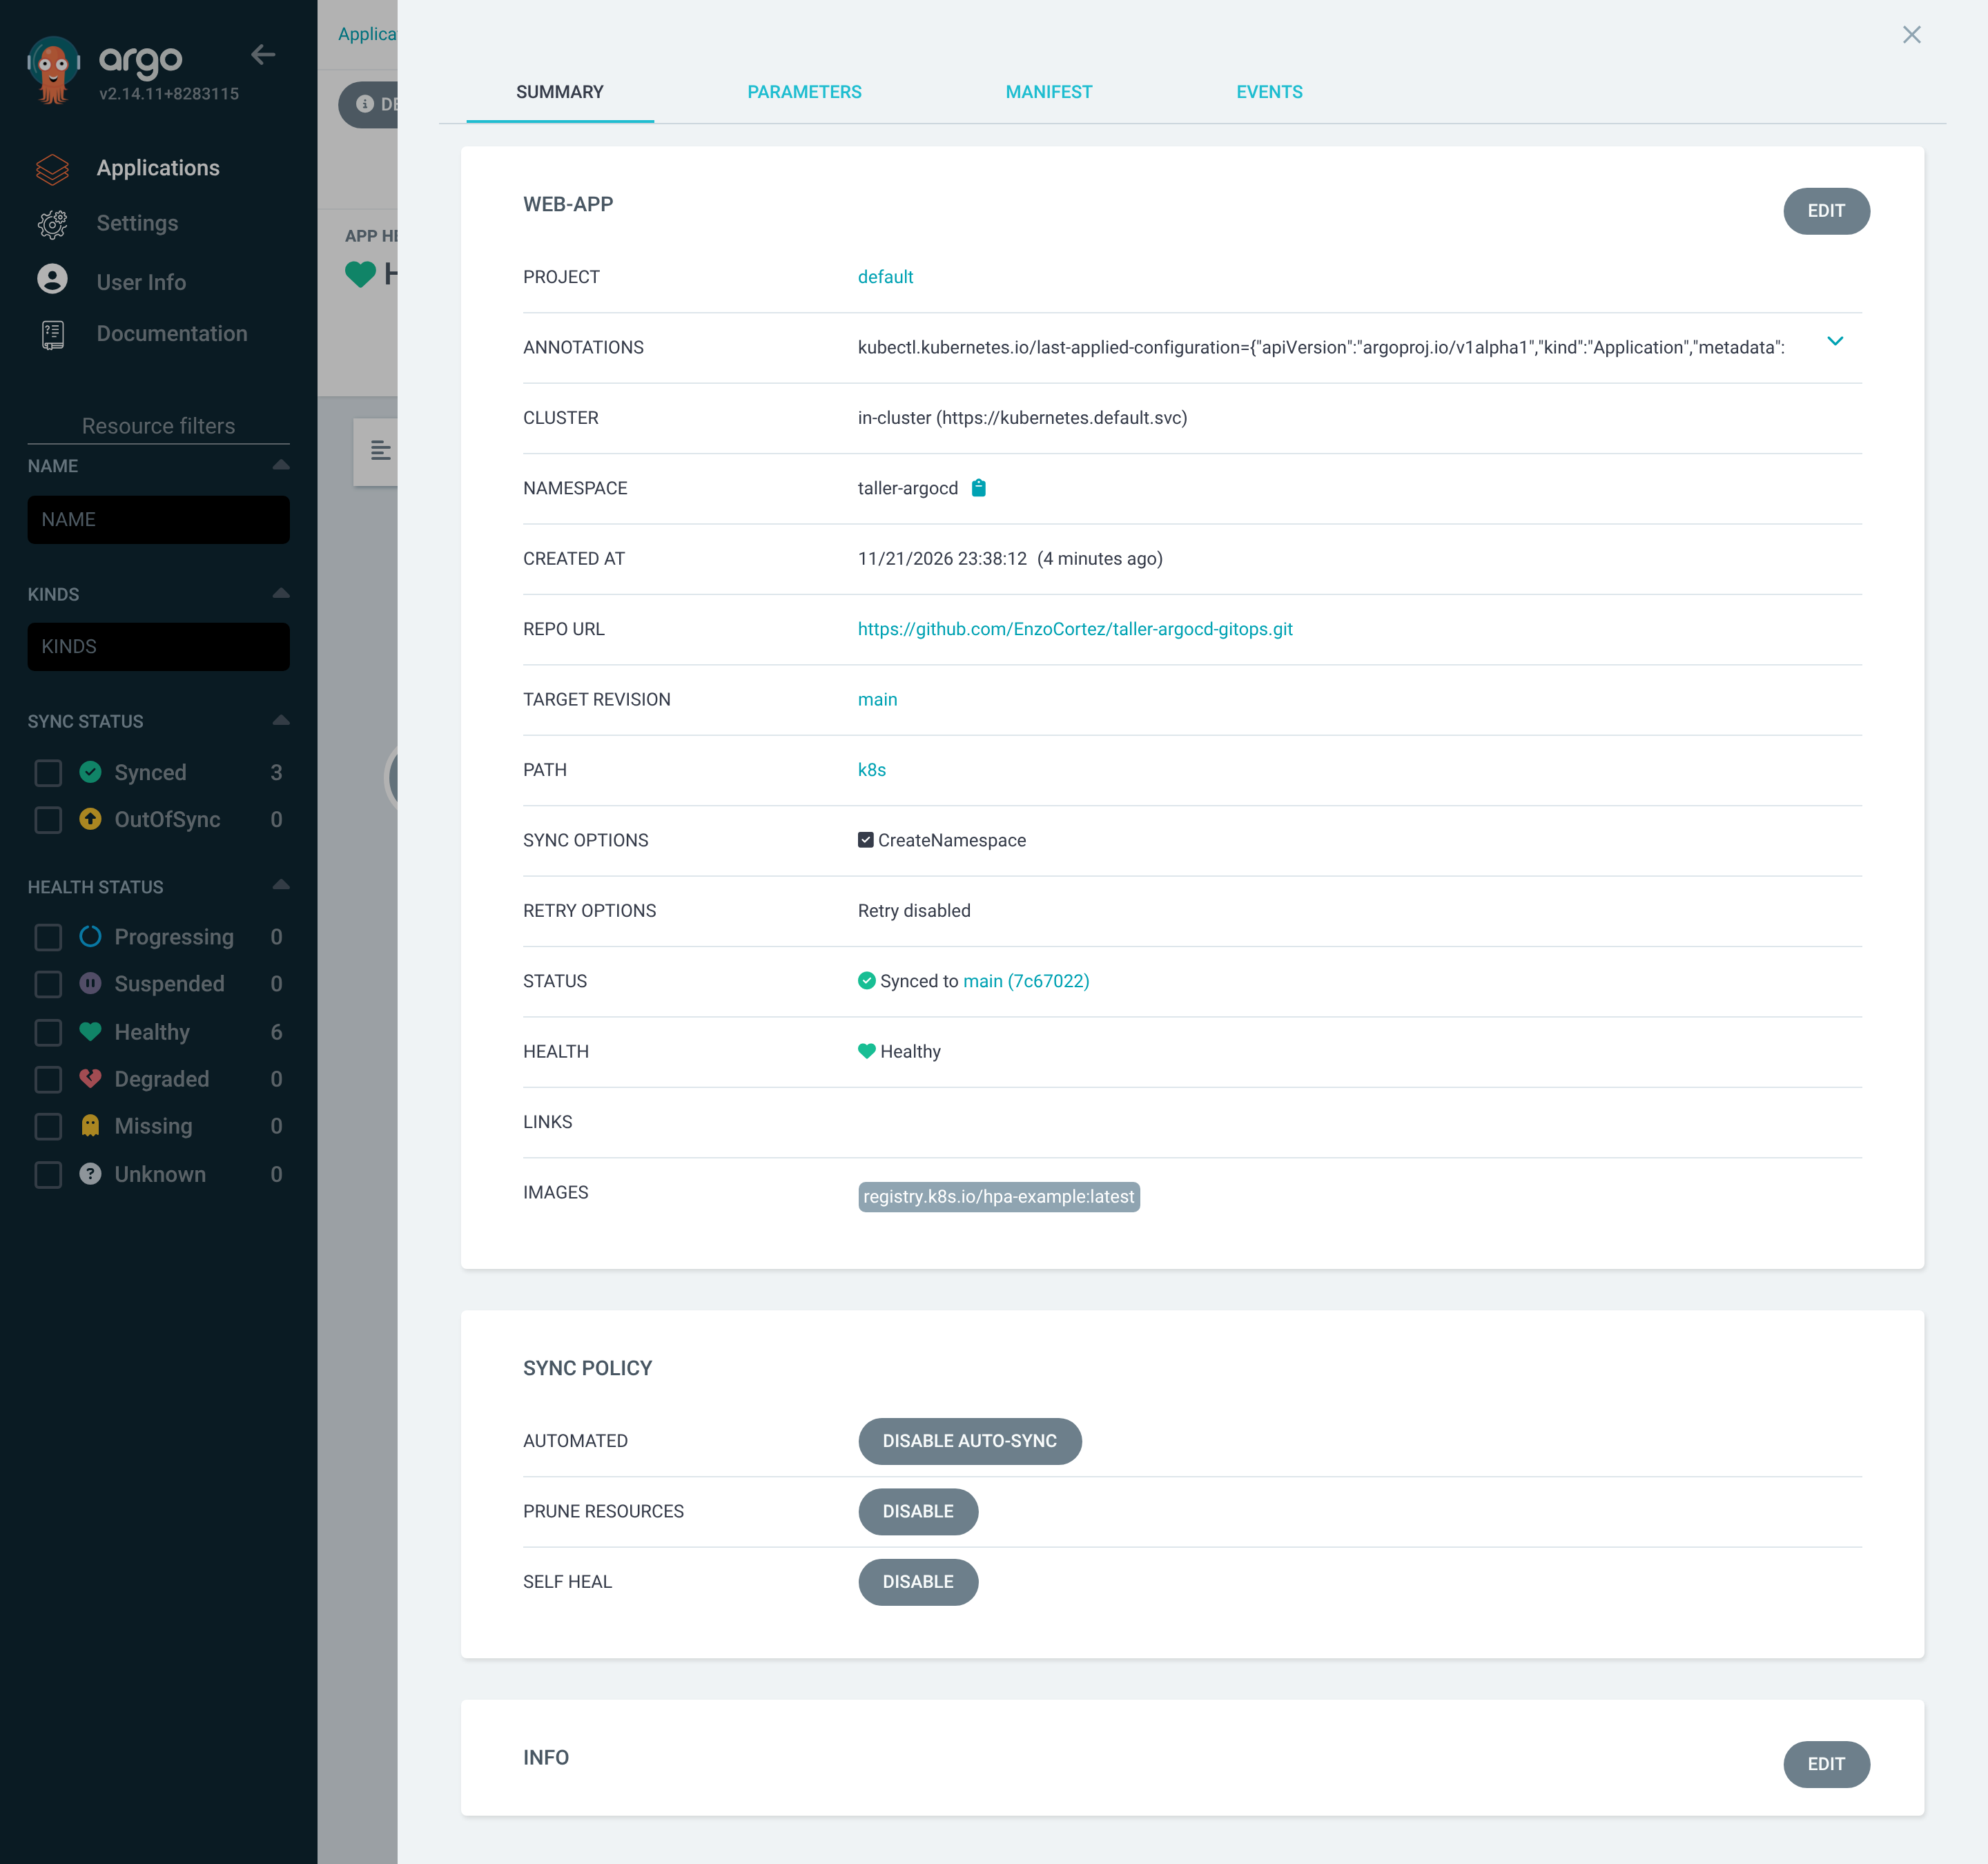 argo
v2.14.11+8283115
Applications
Settings
User Info
Documentation
Resource filters
NAME
NAME
KINDS
KINDS
SYNC STATUS
Synced 3
OutOfSync 0
HEALTH STATUS
Progressing 0
Suspended 0
Healthy 6
Degraded 0
Missing 0
Unknown 0
Applica
DE
APP HE
H
SUMMARY PARAMETERS MANIFEST EVENTS
WEB-APP EDIT
PROJECT default
ANNOTATIONS kubectl.kubernetes.io/last-applied-configuration={"apiVersion":"argoproj.io/v1alpha1","kind":"Application","metadata":
CLUSTER in-cluster (https://kubernetes.default.svc)
NAMESPACE taller-argocd
CREATED AT 11/21/2026 23:38:12 (4 minutes ago)
REPO URL https://github.com/EnzoCortez/taller-argocd-gitops.git
TARGET REVISION main
PATH k8s
SYNC OPTIONS CreateNamespace
RETRY OPTIONS Retry disabled
STATUS Synced to main (7c67022)
HEALTH Healthy
LINKS
IMAGES registry.k8s.io/hpa-example:latest
SYNC POLICY
AUTOMATED DISABLE AUTO-SYNC
PRUNE RESOURCES DISABLE
SELF HEAL DISABLE
INFO EDIT